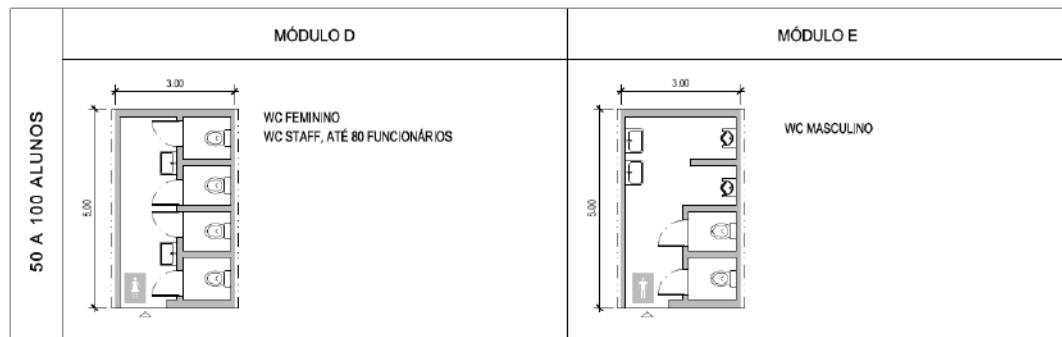 MÓDULO D
MÓDULO E
50 A 100 ALUNOS
3.00
5.00
WC FEMININO
WC STAFF, ATÉ 80 FUNCIONÁRIOS
3.00
5.00
WC MASCULINO